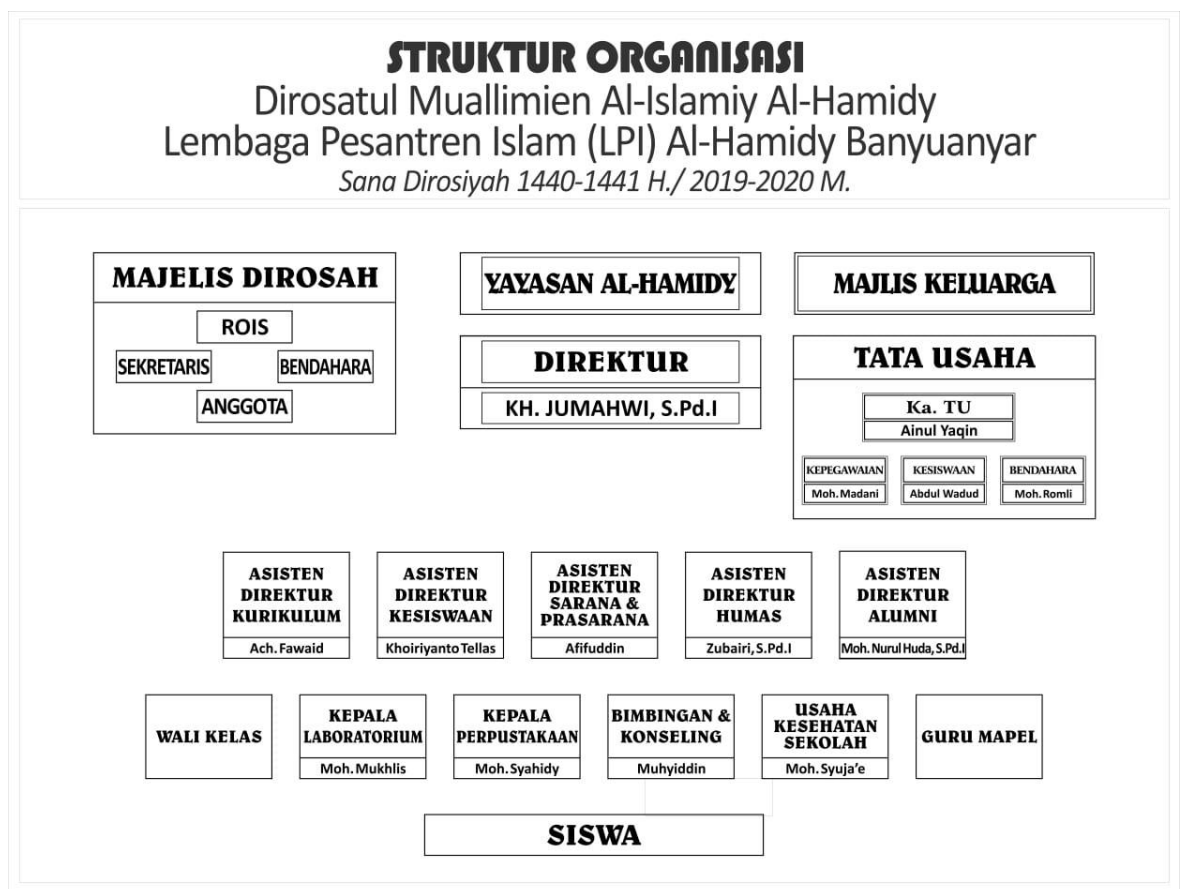 STRUKTUR ORGANISASI
Dirosatul Muallimien Al-Islamiy Al-Hamidy
Lembaga Pesantren Islam (LPI) Al-Hamidy Banyuanyar
Sana Dirosiyah 1440-1441 H./ 2019-2020 M.
MAJELIS DIROSAH
ROIS
SEKRETARIS
BENDAHARA
ANGGOTA
YAYASAN AL-HAMIDY
DIREKTUR
KH. JUMAHWI, S.Pd.I
MAJLIS KELUARGA
TATA USAHA
Ka. TU
Ainul Yaqin
KEPEGAWAIAN
Moh. Madani
KESISWAAN
Abdul Wadud
BENDAHARA
Moh. Romli
ASISTEN
DIREKTUR
KURIKULUM
Ach. Fawaid
ASISTEN
DIREKTUR
KESISWAAN
Khoiriyanto Tellas
ASISTEN
DIREKTUR
SARANA &
PRASARANA
Afifuddin
ASISTEN
DIREKTUR
HUMAS
Zubairi, S.Pd.I
ASISTEN
DIREKTUR
ALUMNI
Moh. Nurul Huda, S.Pd.I
WALI KELAS
KEPALA
LABORATORIUM
Moh. Mukhlis
KEPALA
PERPUSTAKAAN
Moh. Syahidy
BIMBINGAN &
KONSELING
Muhyiddin
USAHA
KESEHATAN
SEKOLAH
Moh. Syuja'e
GURU MAPEL
SISWA